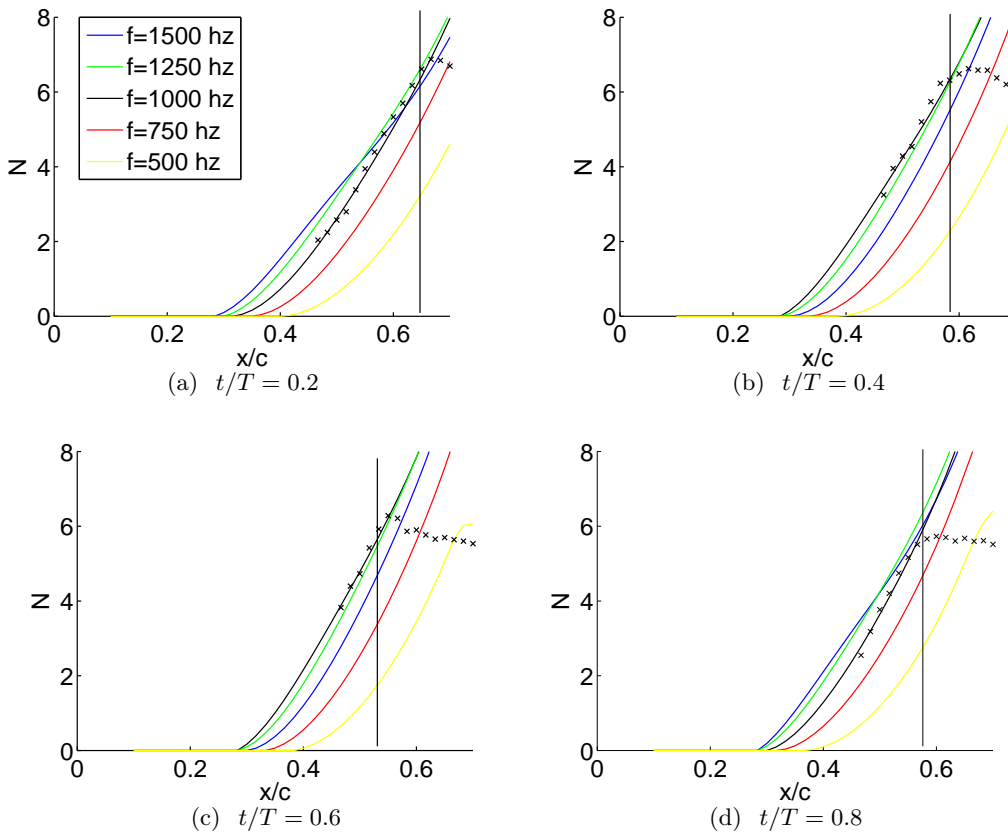 8
6
4
2
0
N
f=1500 hz
f=1250 hz
f=1000 hz
f=750 hz
f=500 hz
0 0.2 0.4 0.6
x/c
(a) t/T = 0.2
8
6
4
2
0
N
0 0.2 0.4 0.6
x/c
(b) t/T = 0.4
8
6
4
2
0
N
0 0.2 0.4 0.6
x/c
(c) t/T = 0.6
8
6
4
2
0
N
0 0.2 0.4 0.6
x/c
(d) t/T = 0.8